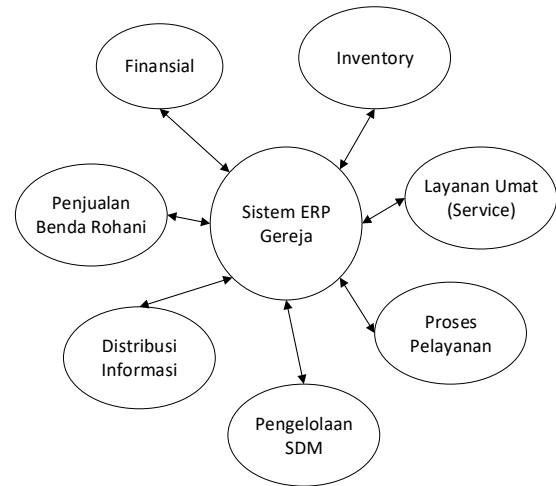 Finansial
Inventory
Penjualan
Benda Rohani
Sistem ERP
Gereja
Layanan Umat
(Service)
Distribusi
Informasi
Proses
Pelayanan
Pengelolaan
SDM